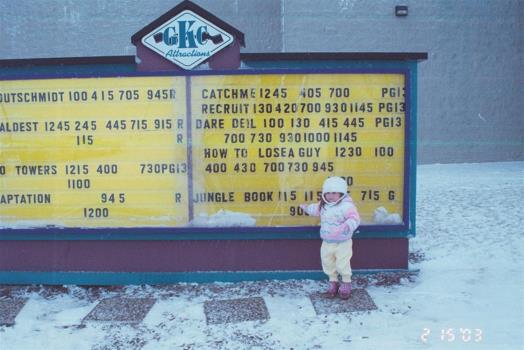 GKC
Attractions
OUTSCHMIDT 100 415 705 945R
ALDEST 1245 245 445 715 915 R
115 R
O TOWERS 1215 400 730PG13
1100
APTATION 945 R
1200
CATCHME 1245 405 700 PG13
RECRUIT 130 420 700 930 1145 PG13
DARE DEIL 100 130 415 445 PG13
700 730 930 1000 1145
HOW TO LOSEA GUY 1230 100
400 430 700 730 945
00
JUNGLE BOOK 115 115 715 G
90
2 15 '03